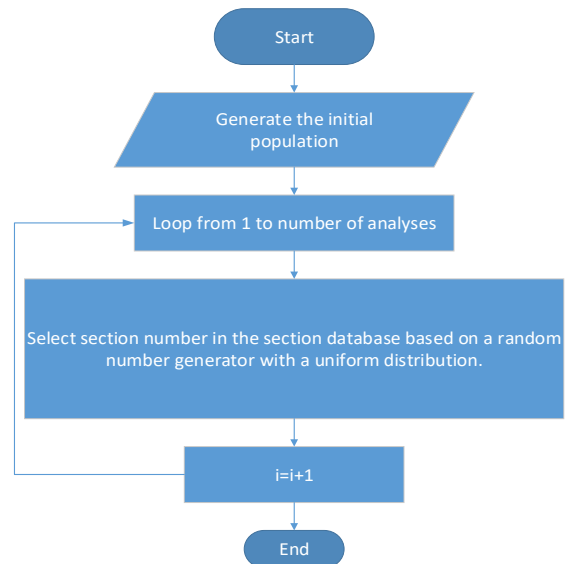 Start
Generate the initial
population
Loop from 1 to number of analyses
Select section number in the section database based on a random
number generator with a uniform distribution.
i=i+1
End